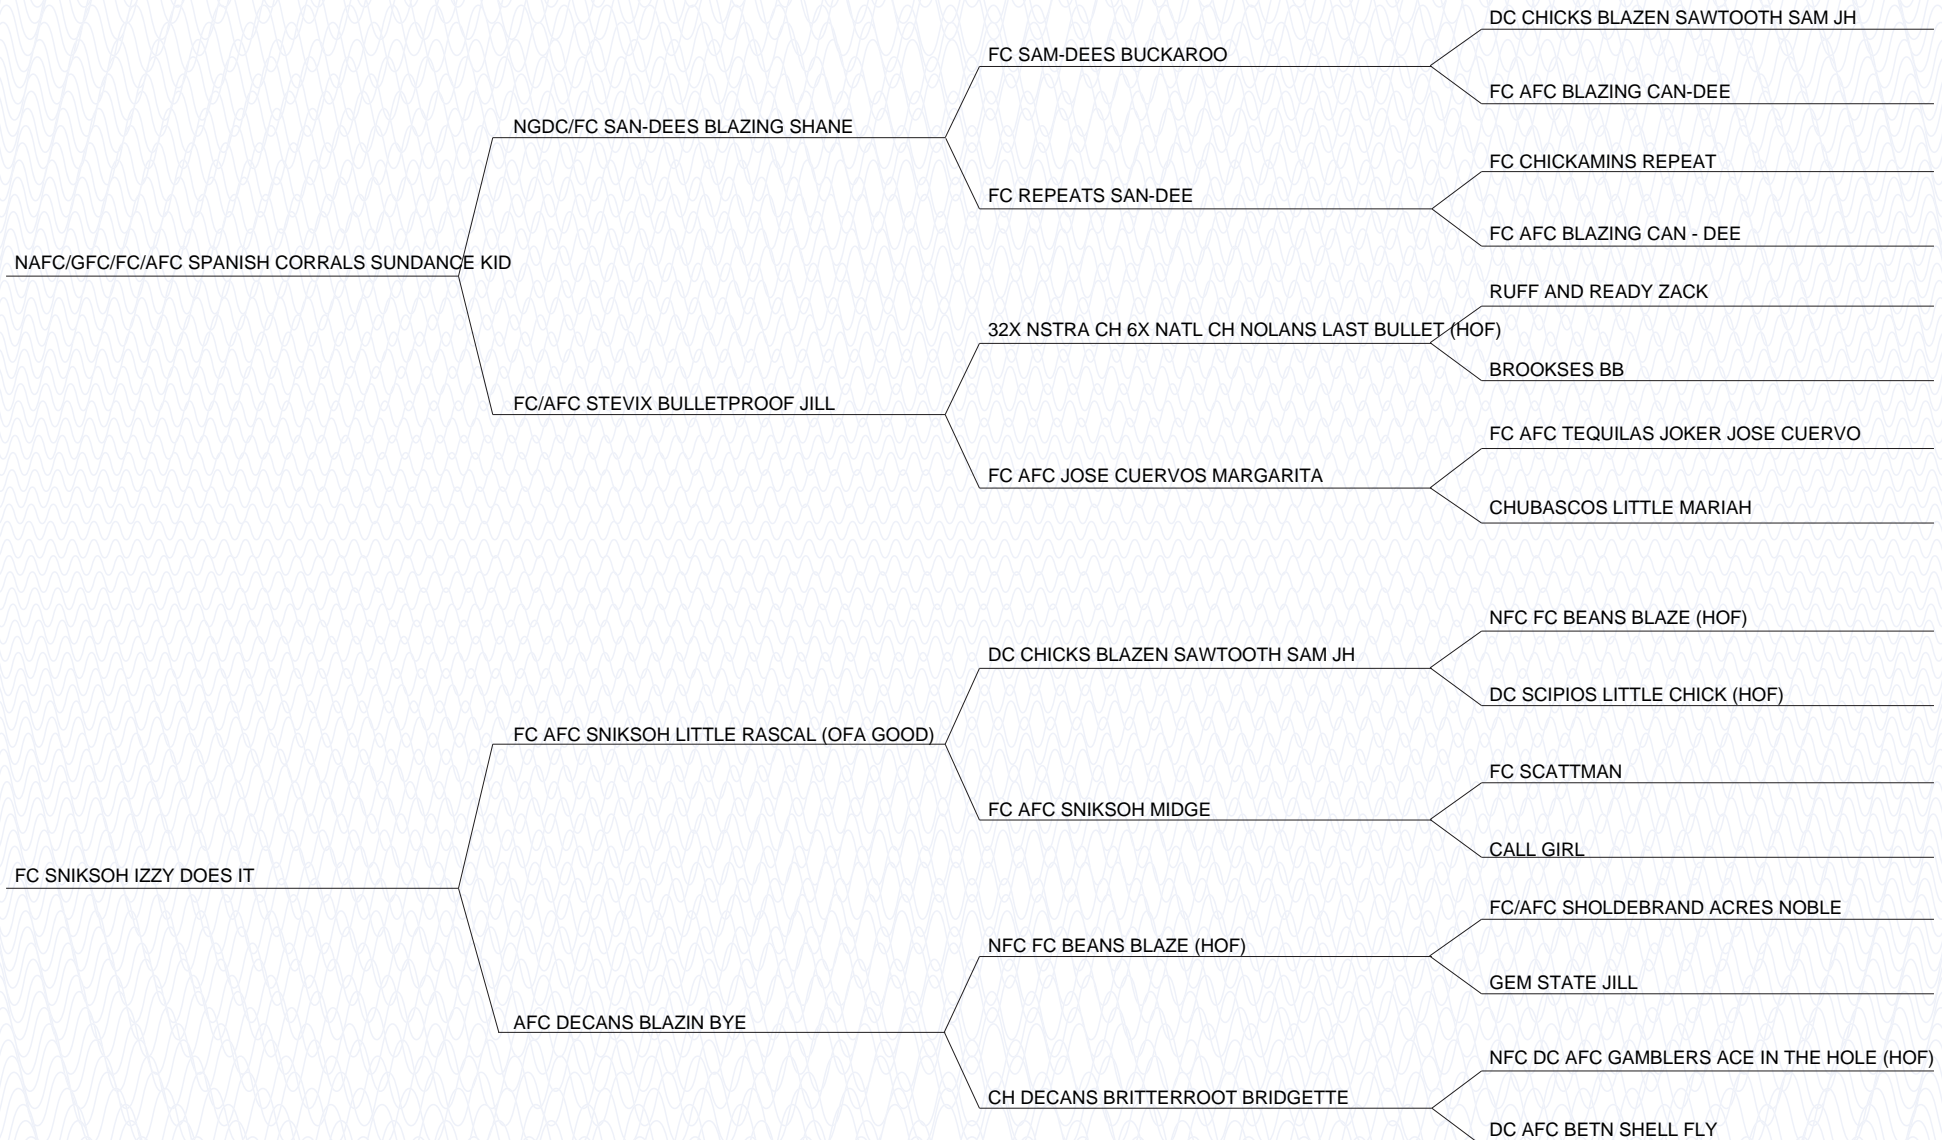 DC CHICKS BLAZEN SAWTOOTH SAM JH
FC SAM-DEES BUCKAROO
FC AFC BLAZING CAN-DEE
NGDC/FC SAN-DEES BLAZING SHANE
FC CHICKAMINS REPEAT
FC REPEATS SAN-DEE
FC AFC BLAZING CAN - DEE
NAFC/GFC/FC/AFC SPANISH CORRALS SUNDANCE KID
RUFF AND READY ZACK
32X NSTRA CH 6X NATL CH NOLANS LAST BULLET (HOF)
BROOKSES BB
FC/AFC STEVIX BULLETPROOF JILL
FC AFC TEQUILAS JOKER JOSE CUERVO
FC AFC JOSE CUERVOS MARGARITA
CHUBASCOS LITTLE MARIAH
NFC FC BEANS BLAZE (HOF)
DC CHICKS BLAZEN SAWTOOTH SAM JH
DC SCIPIOS LITTLE CHICK (HOF)
FC AFC SNIKSOH LITTLE RASCAL (OFA GOOD)
FC SCATTMAN
FC AFC SNIKSOH MIDGE
CALL GIRL
FC SNIKSOH IZZY DOES IT
FC/AFC SHOLDEBRAND ACRES NOBLE
NFC FC BEANS BLAZE (HOF)
GEM STATE JILL
AFC DECANS BLAZIN BYE
NFC DC AFC GAMBLERS ACE IN THE HOLE (HOF)
CH DECANS BRITTERROOT BRIDGETTE
DC AFC BETN SHELL FLY